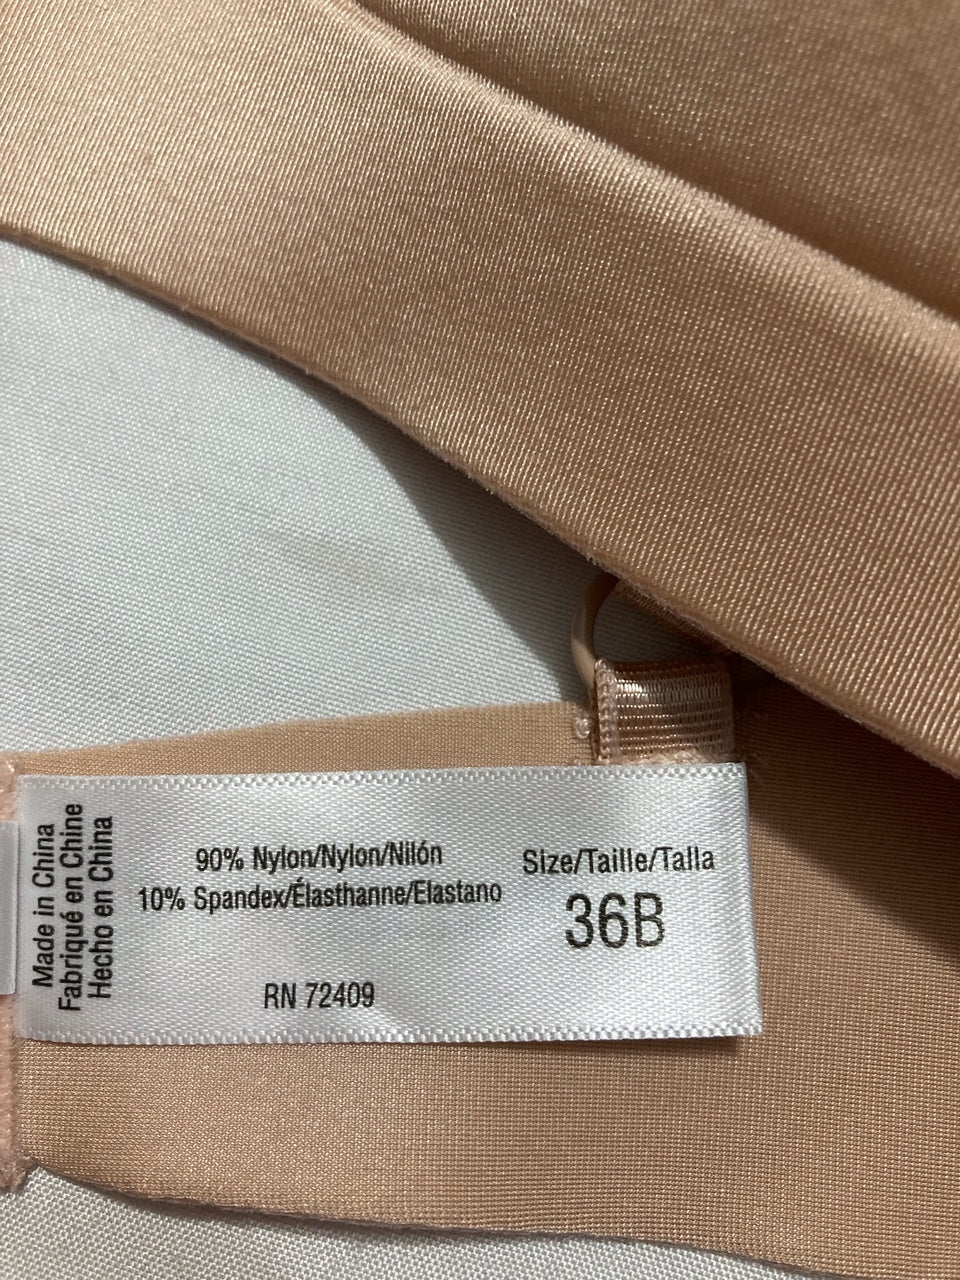 Made in China
Fabriqué en Chine
Hecho en China
90% Nylon/Nylon/Nilón
10% Spandex/Élasthanne/Elastano
RN 72409
Size/Taille/Talla
36B